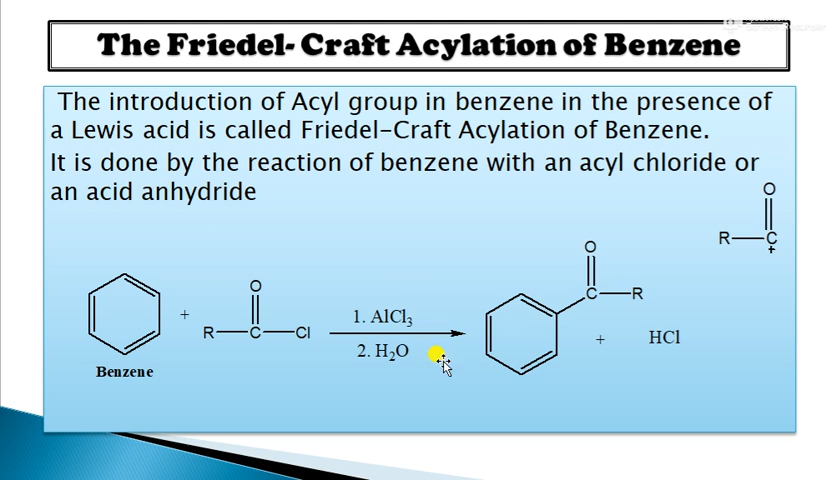 The Friedel- Craft Acylation of Benzene
The introduction of Acyl group in benzene in the presence of
a Lewis acid is called Friedel-Craft Acylation of Benzene.
It is done by the reaction of benzene with an acyl chloride or
an acid anhydride
O
R—C
+
+
O
R—C—Cl
1. AlCl₃
2. H₂O
O
C—R
+
HCl
Benzene